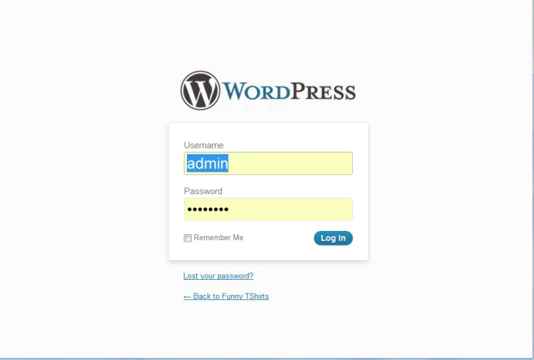 WORDPRESS
Username
admin
Password
••••••••
Remember Me
Log In
Lost your password?
← Back to Funny TShirts